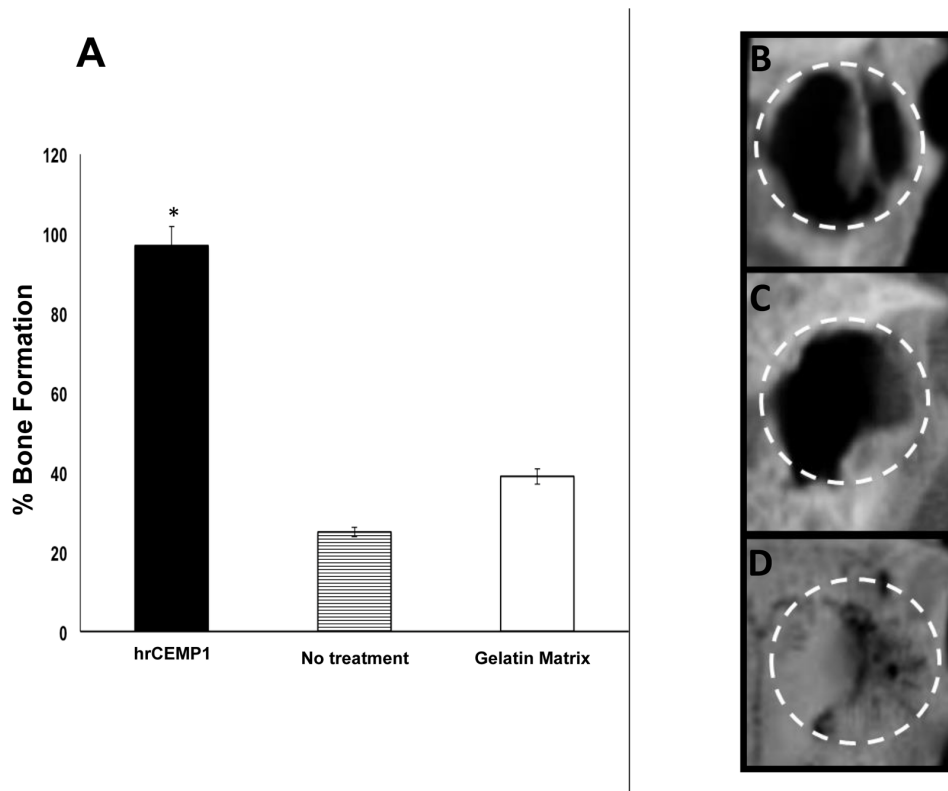 A
120
100
80
60
40
20
0
% Bone Formation
*
hrCEMP1
No treatment
Gelatin Matrix
B
C
D